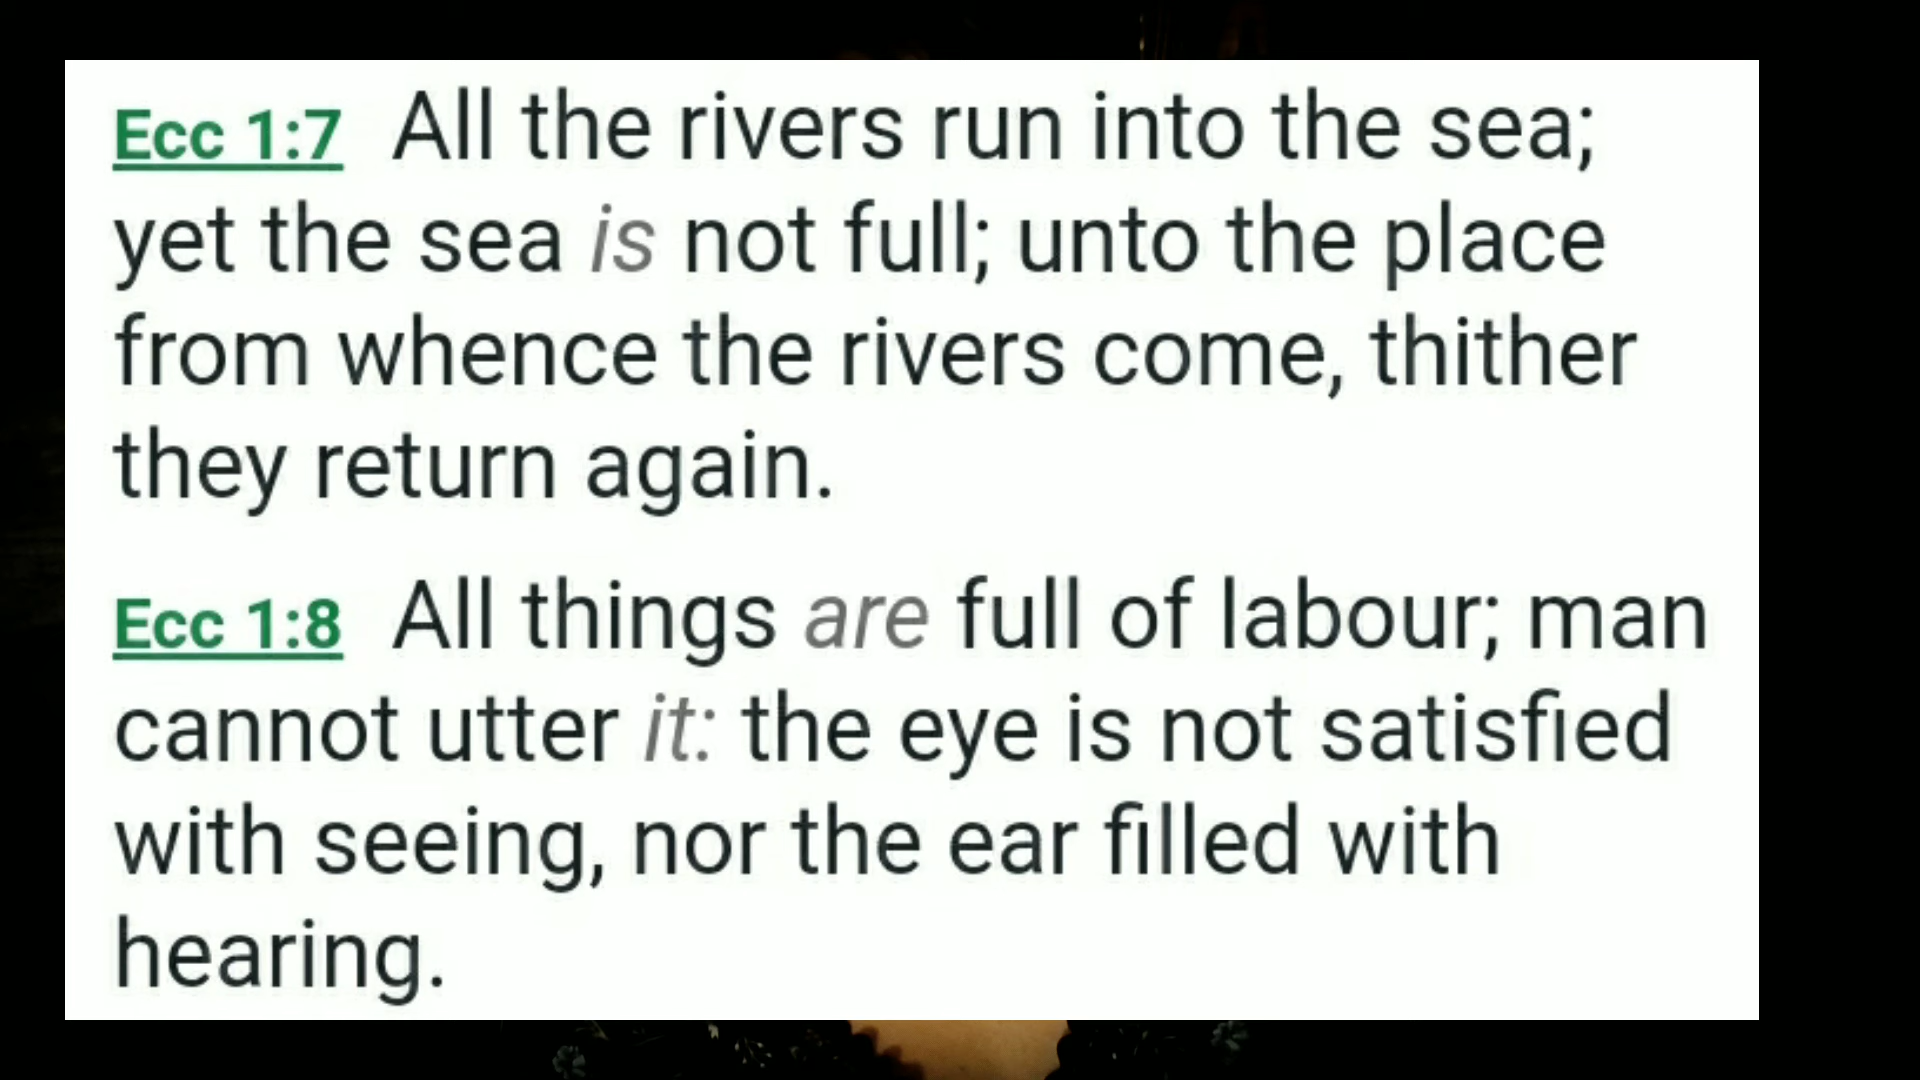 Ecc 1:7 All the rivers run into the sea;
yet the sea is not full; unto the place
from whence the rivers come, thither
they return again.
Ecc 1:8 All things are full of labour; man
cannot utter it: the eye is not satisfied
with seeing, nor the ear filled with
hearing.